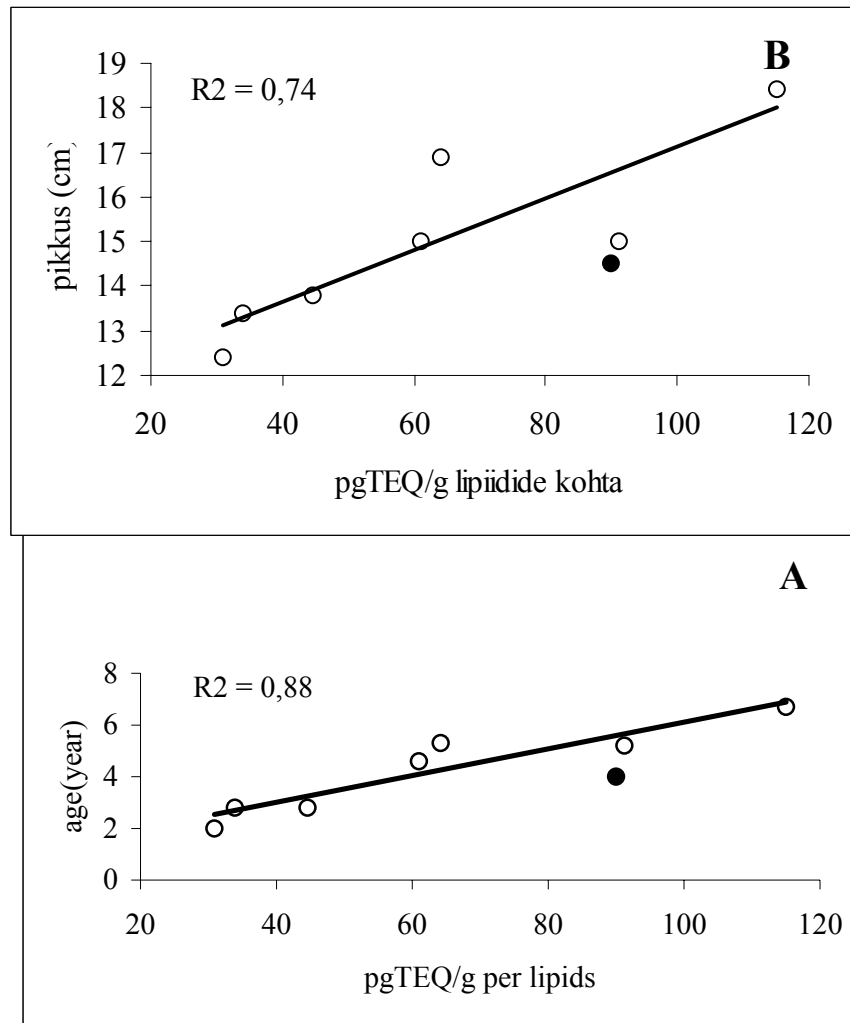 B
R2 = 0,74
19
18
17
16
15
14
13
12
pikkus (cm)
20 40 60 80 100 120
pgTEQ/g lipiidide kohta
A
R2 = 0,88
8
6
4
2
0
age(year)
20 40 60 80 100 120
pgTEQ/g per lipids